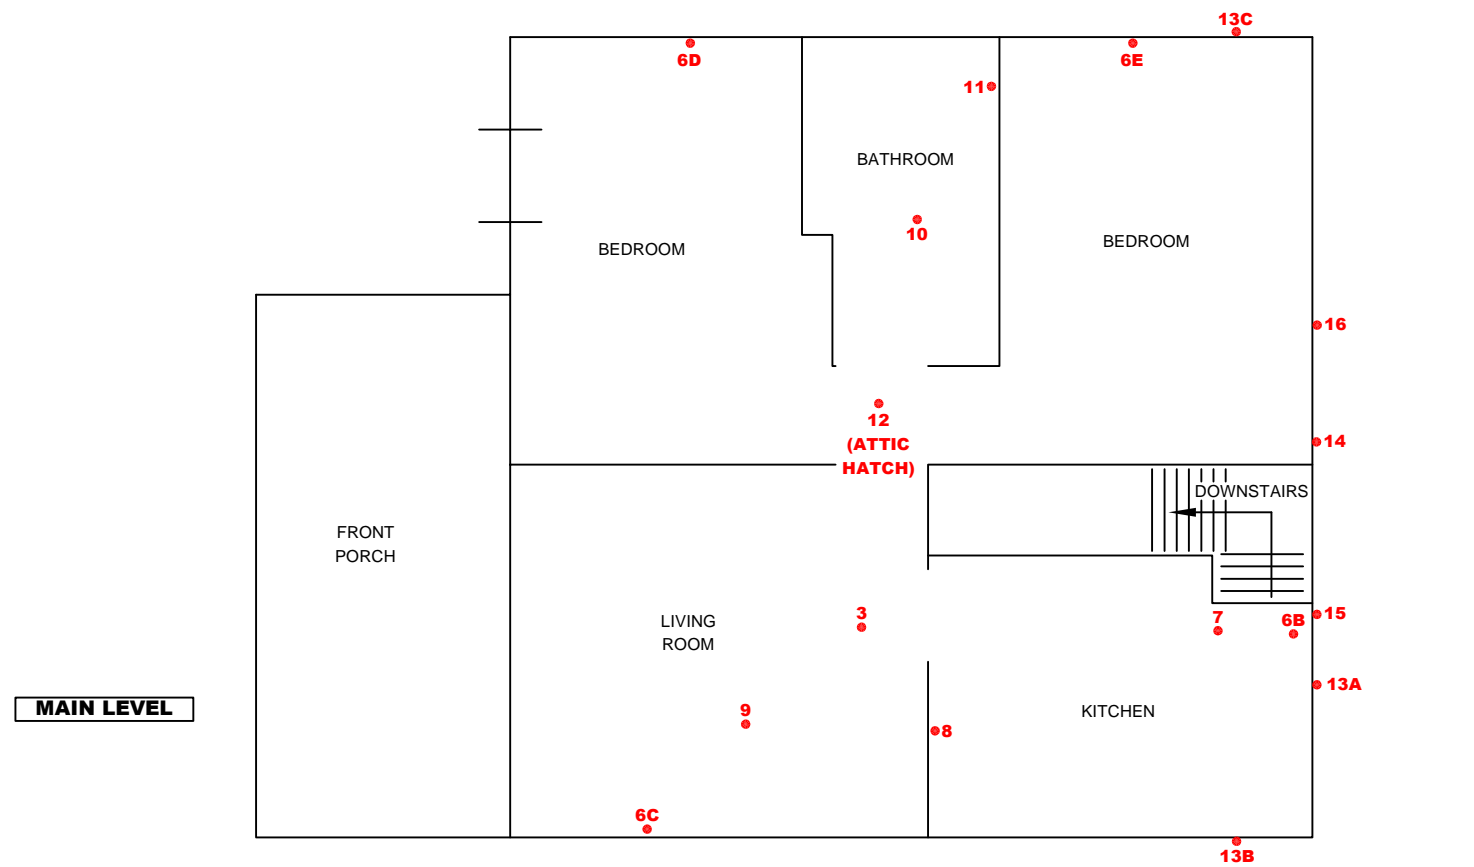 13C
6D
6E
11
BATHROOM
10
BEDROOM
BEDROOM
16
12
(ATTIC
HATCH)
14
DOWNSTAIRS
FRONT
PORCH
3
LIVING
ROOM
7
6B
15
13A
MAIN LEVEL
9
8
KITCHEN
6C
13B